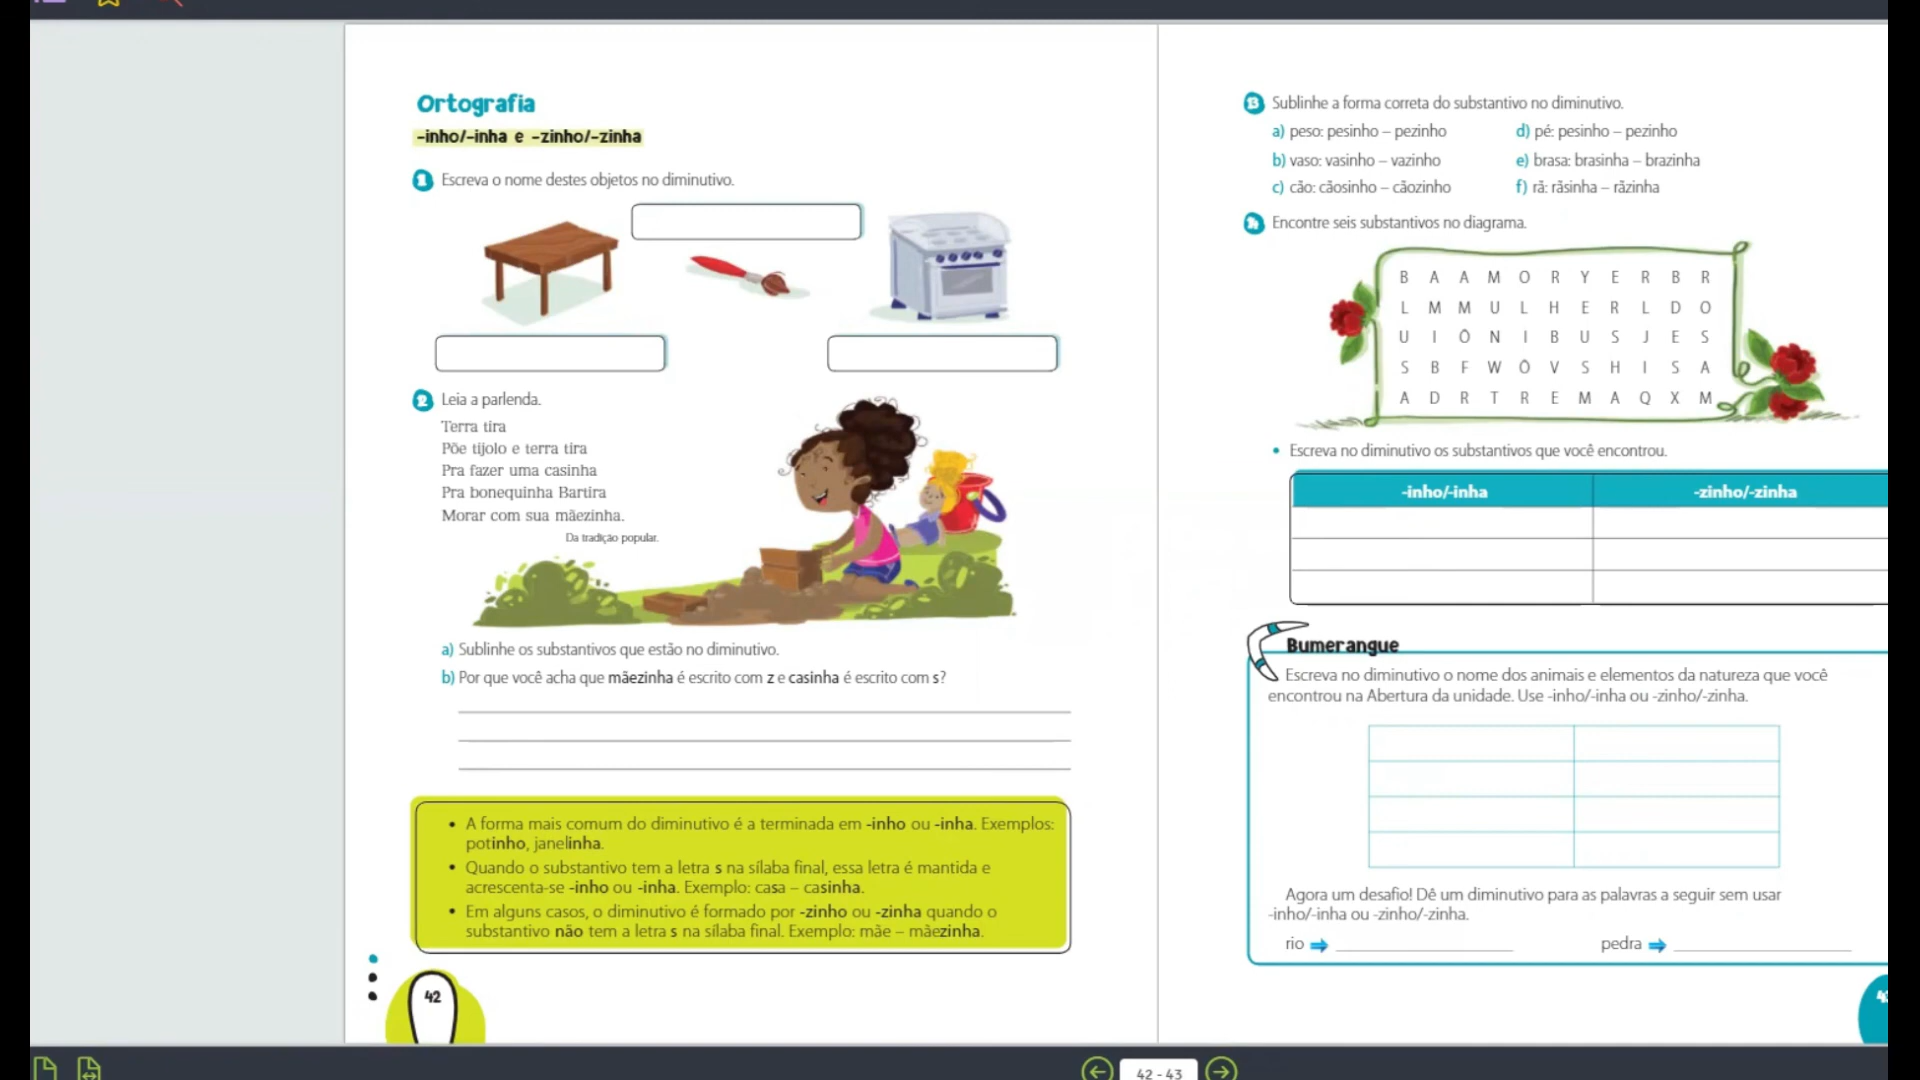 Ortografia
-inho/-inha e -zinho/-zinha
1 Escreva o nome destes objetos no diminutivo.
2 Leia a parlenda.
Terra tira
Põe tijolo e terra tira
Pra fazer uma casinha
Pra bonequinha Bartira
Morar com sua mãezinha.
Da tradição popular.
a) Sublinhe os substantivos que estão no diminutivo.
b) Por que você acha que mãezinha é escrito com z e casinha é escrito com s?
• A forma mais comum do diminutivo é a terminada em -inho ou -inha. Exemplos:
potinho, janelinha.
• Quando o substantivo tem a letra s na sílaba final, essa letra é mantida e
acrescenta-se -inho ou -inha. Exemplo: casa – casinha.
• Em alguns casos, o diminutivo é formado por -zinho ou -zinha quando o
substantivo não tem a letra s na sílaba final. Exemplo: mãe – mãezinha.
42
Sublinhe a forma correta do substantivo no diminutivo.
a) peso: pesinho – pezinho
b) vaso: vasinho – vazinho
c) cão: cãosinho – cãozinho
d) pé: pesinho – pezinho
e) brasa: brasinha – brazinha
f) rã: rãsinha – rãzinha
Encontre seis substantivos no diagrama.
B A A M O R Y E R B R
L M M U L H E R L D O
U I Ô N I B U S J E S
S B F W Ô V S H I S A
A D R T R E M A Q X M
• Escreva no diminutivo os substantivos que você encontrou.
-inho/-inha -zinho/-zinha
Bumerangue
Escreva no diminutivo o nome dos animais e elementos da natureza que você
encontrou na Abertura da unidade. Use -inho/-inha ou -zinho/-zinha.
Agora um desafio! Dê um diminutivo para as palavras a seguir sem usar
-inho/-inha ou -zinho/-zinha.
rio
pedra
42 - 43